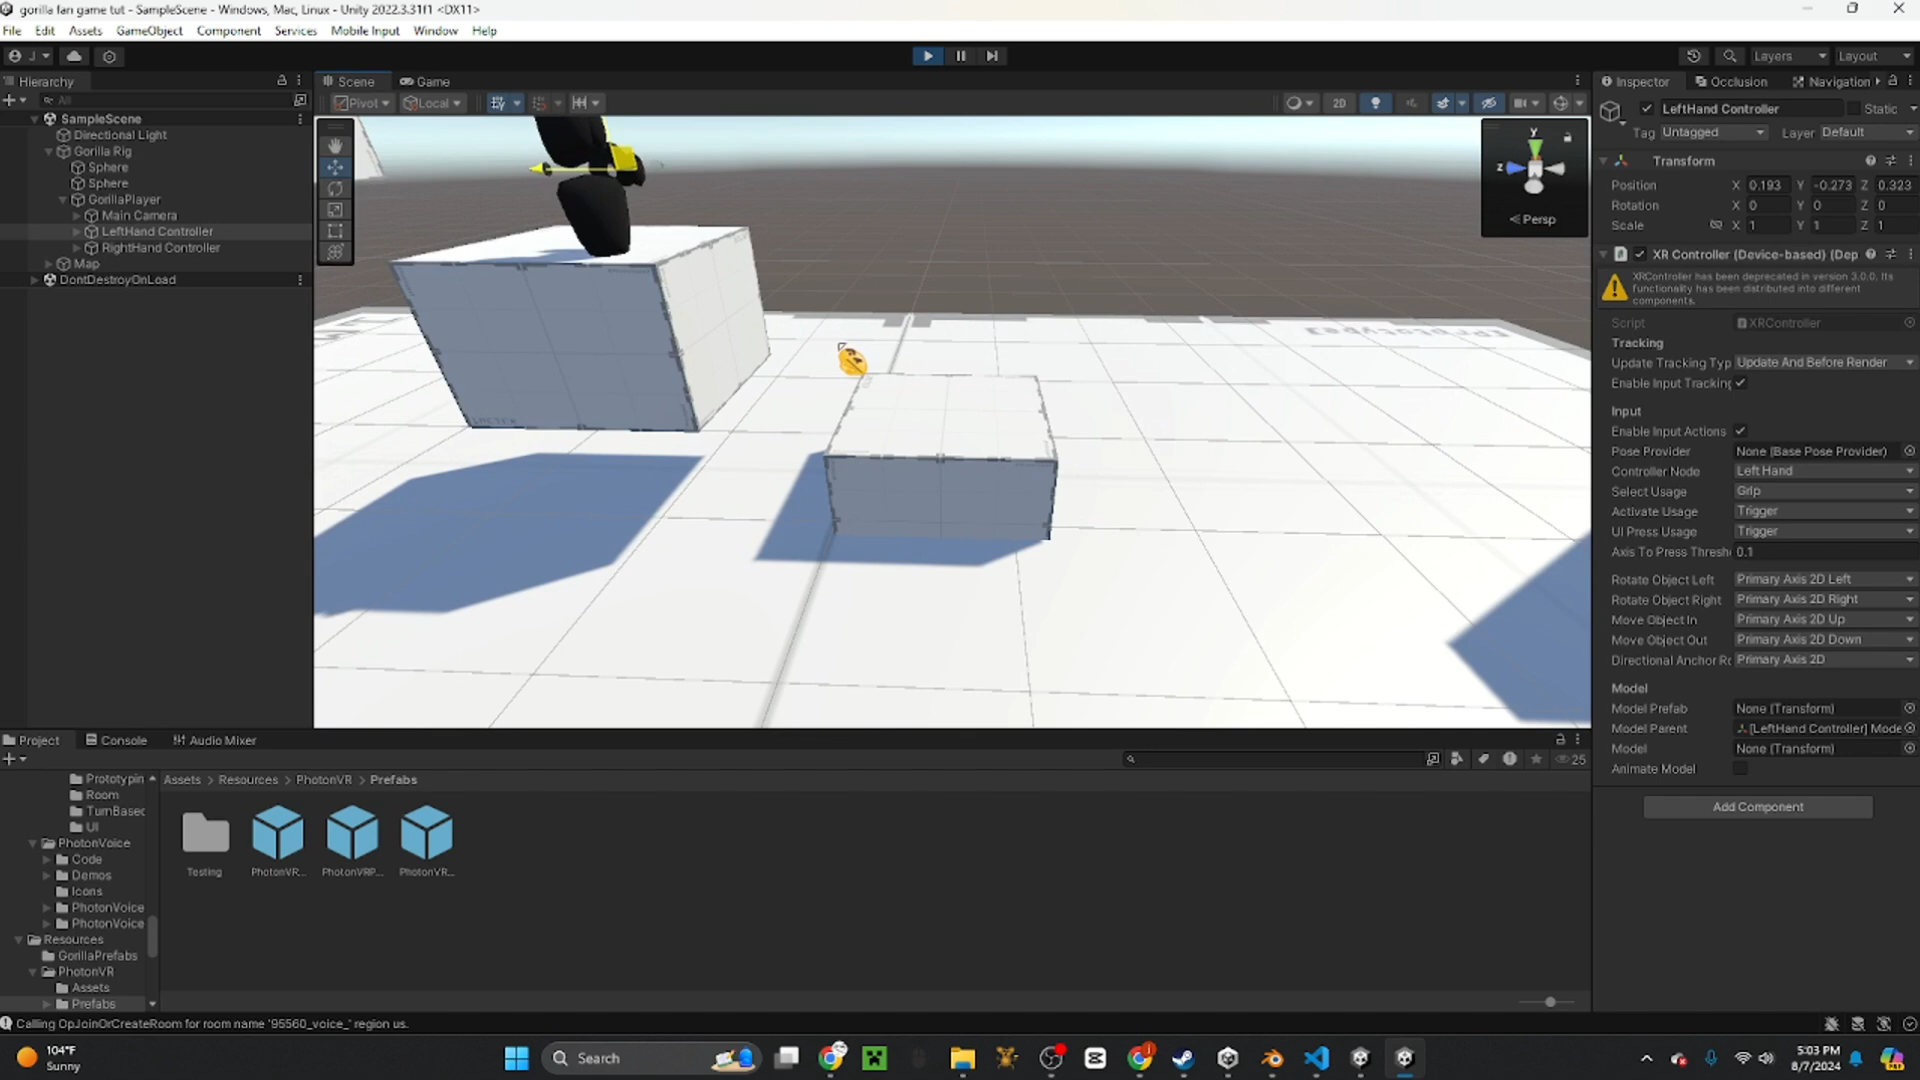 gorilla fan game tut - SampleScene - Windows, Mac, Linux - Unity 2022.3.31f1 <DX11>
File Edit Assets GameObject Component Services Mobile Input Window Help
J Layers Layout
Hierarchy
All
SampleScene
Directional Light
Gorilla Rig
Sphere
Sphere
GorillaPlayer
Main Camera
LeftHand Controller
RightHand Controller
Map
DontDestroyOnLoad
Scene Game
Pivot Local 2D
y
z
Persp
Inspector Occlusion Navigation
LeftHand Controller Static
Tag Untagged Layer Default
Transform
Position X 0.193 Y -0.273 Z 0.323
Rotation X 0 Y 0 Z 0
Scale X 1 Y 1 Z 1
XR Controller (Device-based) (Dep
XRController has been deprecated in version 3.0.0. Its
functionality has been distributed into different
components.
Script XRController
Tracking
Update Tracking Typ Update And Before Render
Enable Input Tracking
Input
Enable Input Actions
Pose Provider None (Base Pose Provider)
Controller Node Left Hand
Select Usage Grip
Activate Usage Trigger
UI Press Usage Trigger
Axis To Press Thresh 0.1
Rotate Object Left Primary Axis 2D Left
Rotate Object Right Primary Axis 2D Right
Move Object In Primary Axis 2D Up
Move Object Out Primary Axis 2D Down
Directional Anchor Ro Primary Axis 2D
Model
Model Prefab None (Transform)
Model Parent [LeftHand Controller] Mode
Model None (Transform)
Animate Model
Add Component
Project Console Audio Mixer
25
Prototypin
Room
TurnBased
UI
PhotonVoice
Code
Demos
Icons
PhotonVoice
PhotonVoice
Resources
GorillaPrefabs
PhotonVR
Assets
Prefabs
Assets > Resources > PhotonVR > Prefabs
Testing PhotonVR... PhotonVRP... PhotonVR...
Calling OpJoinOrCreateRoom for room name '95560_voice_' region us.
104°F
Sunny
Search
5:03 PM
8/7/2024